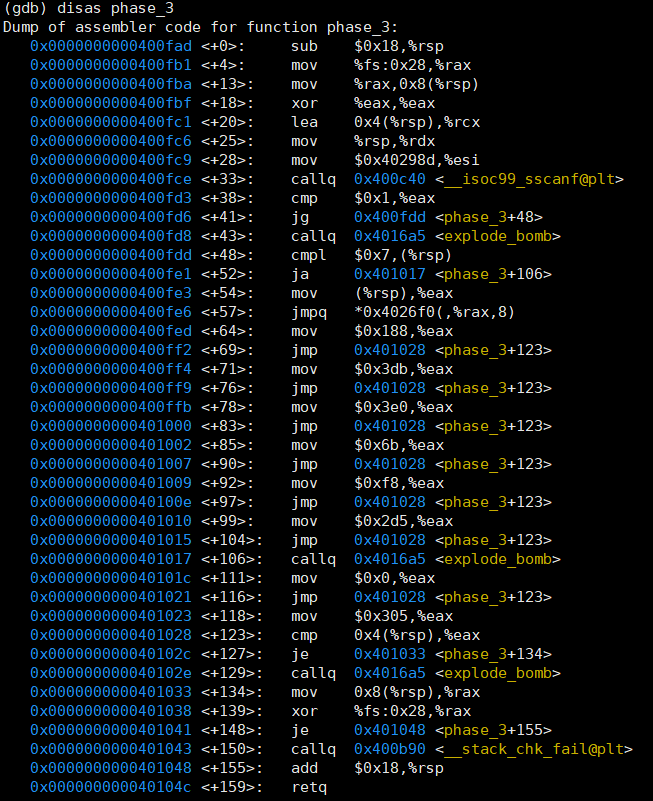 (gdb) disas phase_3
Dump of assembler code for function phase_3:
   0x0000000000400fad <+0>:     sub    $0x18,%rsp
   0x0000000000400fb1 <+4>:     mov    %fs:0x28,%rax
   0x0000000000400fba <+13>:    mov    %rax,0x8(%rsp)
   0x0000000000400fbf <+18>:    xor    %eax,%eax
   0x0000000000400fc1 <+20>:    lea    0x4(%rsp),%rcx
   0x0000000000400fc6 <+25>:    mov    %rsp,%rdx
   0x0000000000400fc9 <+28>:    mov    $0x40298d,%esi
   0x0000000000400fce <+33>:    callq  0x400c40 <__isoc99_sscanf@plt>
   0x0000000000400fd3 <+38>:    cmp    $0x1,%eax
   0x0000000000400fd6 <+41>:    jg     0x400fdd <phase_3+48>
   0x0000000000400fd8 <+43>:    callq  0x4016a5 <explode_bomb>
   0x0000000000400fdd <+48>:    cmpl   $0x7,(%rsp)
   0x0000000000400fe1 <+52>:    ja     0x401017 <phase_3+106>
   0x0000000000400fe3 <+54>:    mov    (%rsp),%eax
   0x0000000000400fe6 <+57>:    jmpq   *0x4026f0(,%rax,8)
   0x0000000000400fed <+64>:    mov    $0x188,%eax
   0x0000000000400ff2 <+69>:    jmp    0x401028 <phase_3+123>
   0x0000000000400ff4 <+71>:    mov    $0x3db,%eax
   0x0000000000400ff9 <+76>:    jmp    0x401028 <phase_3+123>
   0x0000000000400ffb <+78>:    mov    $0x3e0,%eax
   0x0000000000401000 <+83>:    jmp    0x401028 <phase_3+123>
   0x0000000000401002 <+85>:    mov    $0x6b,%eax
   0x0000000000401007 <+90>:    jmp    0x401028 <phase_3+123>
   0x0000000000401009 <+92>:    mov    $0xf8,%eax
   0x000000000040100e <+97>:    jmp    0x401028 <phase_3+123>
   0x0000000000401010 <+99>:    mov    $0x2d5,%eax
   0x0000000000401015 <+104>:   jmp    0x401028 <phase_3+123>
   0x0000000000401017 <+106>:   callq  0x4016a5 <explode_bomb>
   0x000000000040101c <+111>:   mov    $0x0,%eax
   0x0000000000401021 <+116>:   jmp    0x401028 <phase_3+123>
   0x0000000000401023 <+118>:   mov    $0x305,%eax
   0x0000000000401028 <+123>:   cmp    0x4(%rsp),%eax
   0x000000000040102c <+127>:   je     0x401033 <phase_3+134>
   0x000000000040102e <+129>:   callq  0x4016a5 <explode_bomb>
   0x0000000000401033 <+134>:   mov    0x8(%rsp),%rax
   0x0000000000401038 <+139>:   xor    %fs:0x28,%rax
   0x0000000000401041 <+148>:   je     0x401048 <phase_3+155>
   0x0000000000401043 <+150>:   callq  0x400b90 <__stack_chk_fail@plt>
   0x0000000000401048 <+155>:   add    $0x18,%rsp
   0x000000000040104c <+159>:   retq